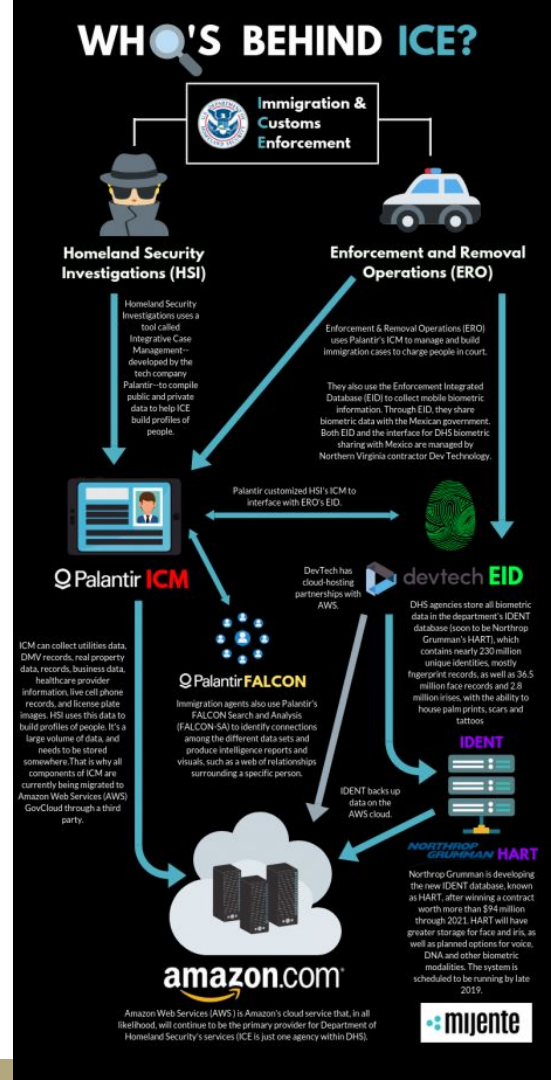 WHO'S BEHIND ICE?
Immigration &
Customs
Enforcement
Homeland Security
Investigations (HSI)
Enforcement and Removal
Operations (ERO)
Homeland Security
Investigations uses a
tool called
Integrative Case
Management--
developed by the
tech company
Palantir--to compile
public and private
data to help ICE
build profiles of
people.
Enforcement & Removal Operations (ERO)
uses Palantir's ICM to manage and build
immigration cases to charge people in court.
They also use the Enforcement Integrated
Database (EID) to collect mobile biometric
information. Through EID, they share
biometric data with the Mexican government.
Both EID and the interface for DHS biometric
sharing with Mexico are managed by
Northern Virginia contractor Dev Technology.
Palantir customized HSI's ICM to
interface with ERO's EID.
Palantir ICM
DevTech has
cloud-hosting
partnerships with
AWS.
devtech EID
ICM can collect utilities data,
DMV records, real property
data, records, business data,
healthcare provider
information, live cell phone
records, and license plate
images. HSI uses this data to
build profiles of people. It's a
large volume of data, and
needs to be stored
somewhere.That is why all
components of ICM are
currently being migrated to
Amazon Web Services (AWS)
GovCloud through a third
party.
Palantir FALCON
Immigration agents also use Palantir's
FALCON Search and Analysis
(FALCON-SA) to identify connections
among the different data sets and
produce intelligence reports and
visuals, such as a web of relationships
surrounding a specific person.
DHS agencies store all biometric
data in the department's IDENT
database (soon to be Northrop
Grumman's HART), which
contains nearly 230 million
unique identities, mostly
fingerprint records, as well as 36.5
million face records and 2.8
million irises, with the ability to
house palm prints, scars and
tattoos
IDENT
IDENT backs up
data on the
AWS cloud.
NORTHROP
GRUMMAN HART
Northrop Grumman is developing
the new IDENT database, known
as HART, after winning a contract
worth more than $94 million
through 2021. HART will have
greater storage for face and iris, as
well as planned options for voice,
DNA and other biometric
modalities. The system is
scheduled to be running by late
2019.
amazon.com
Amazon Web Services (AWS ) is Amazon's cloud service that, in all
likelihood, will continue to be the primary provider for Department of
Homeland Security's services (ICE is just one agency within DHS).
mijente